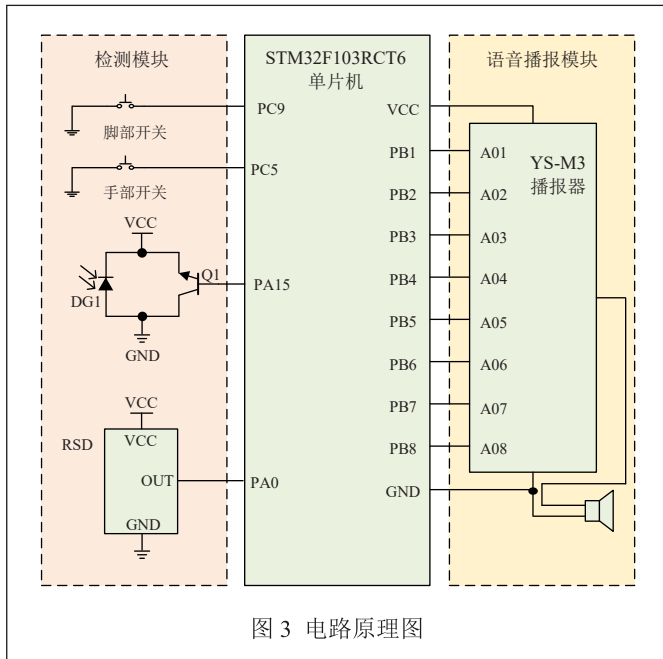 检测模块
脚部开关
手部开关
VCC
DG1
Q1
GND
VCC
RSD
VCC
OUT
GND
STM32F103RCT6
单片机
PC9
PC5
PA15
PA0
VCC
PB1
PB2
PB3
PB4
PB5
PB6
PB7
PB8
GND
语音播报模块
YS-M3
播报器
A01
A02
A03
A04
A05
A06
A07
A08
图 3 电路原理图